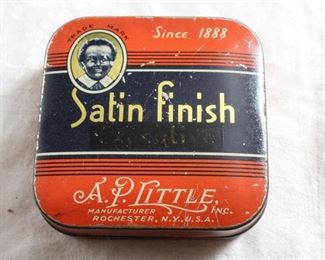 TRADE MARK
Since 1888
Satin finish
A.P. LITTLE, INC.
MANUFACTURER
ROCHESTER, N.Y. U.S.A.